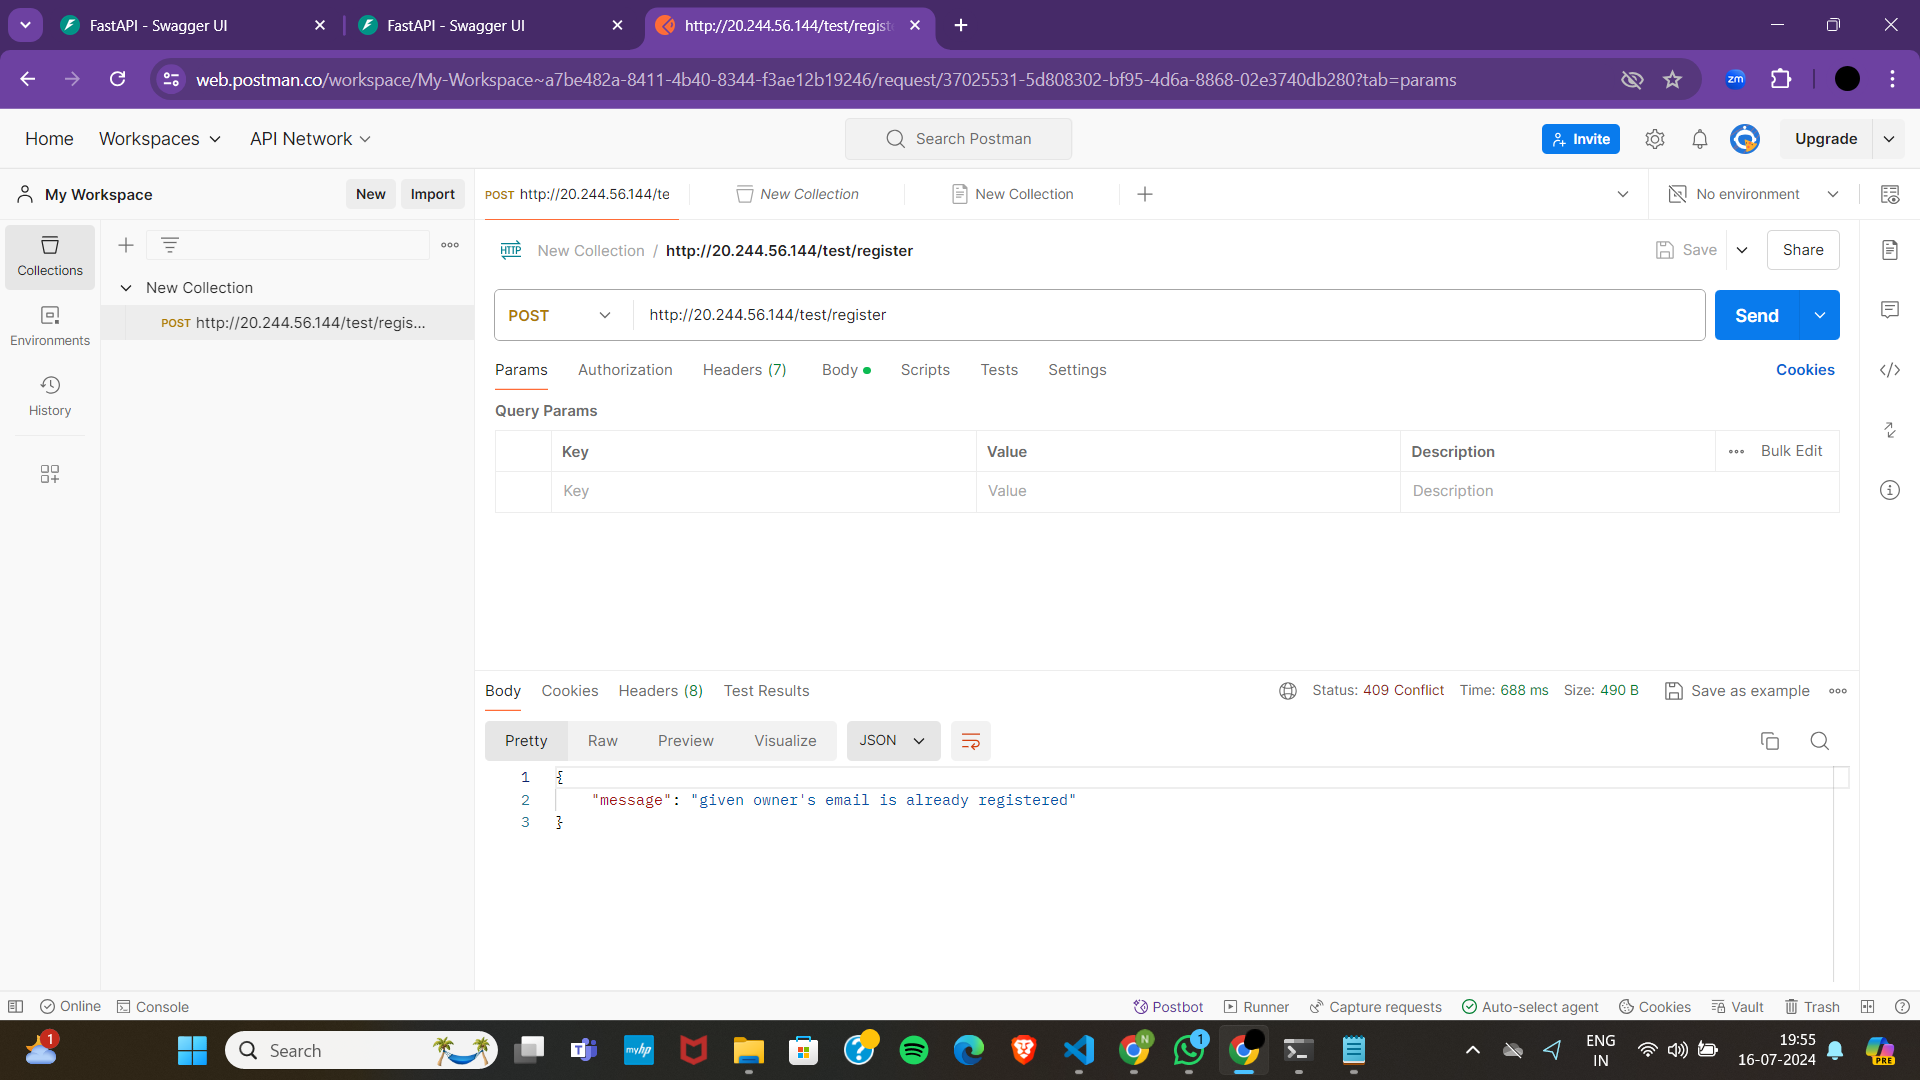 FastAPI - Swagger UI
FastAPI - Swagger UI
http://20.244.56.144/test/regist
web.postman.co/workspace/My-Workspace~a7be482a-8411-4b40-8344-f3ae12b19246/request/37025531-5d808302-bf95-4d6a-8868-02e3740db280?tab=params
zm
Home Workspaces API Network
Search Postman
Invite
Upgrade
My Workspace New Import
POST http://20.244.56.144/te
New Collection
New Collection
No environment
Collections
New Collection
POST http://20.244.56.144/test/regis...
Environments
History
HTTP New Collection / http://20.244.56.144/test/register
Save Share
POST http://20.244.56.144/test/register Send
Params Authorization Headers (7) Body Scripts Tests Settings Cookies
Query Params
Key Value Description Bulk Edit
Key Value Description
Body Cookies Headers (8) Test Results
Status: 409 Conflict Time: 688 ms Size: 490 B Save as example
Pretty Raw Preview Visualize JSON
1 {
2 "message": "given owner's email is already registered"
3 }
Online Console
Postbot Runner Capture requests Auto-select agent Cookies Vault Trash
1
Search
myhp
N
1
ENG
IN
19:55
16-07-2024
PRE